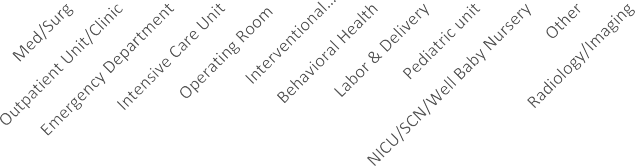 Med/Surg
Outpatient Unit/Clinic
Emergency Department
Intensive Care Unit
Operating Room
Interventional...
Behavioral Health
Labor & Delivery
Pediatric unit
NICU/SCN/Well Baby Nursery
Other
Radiology/Imaging